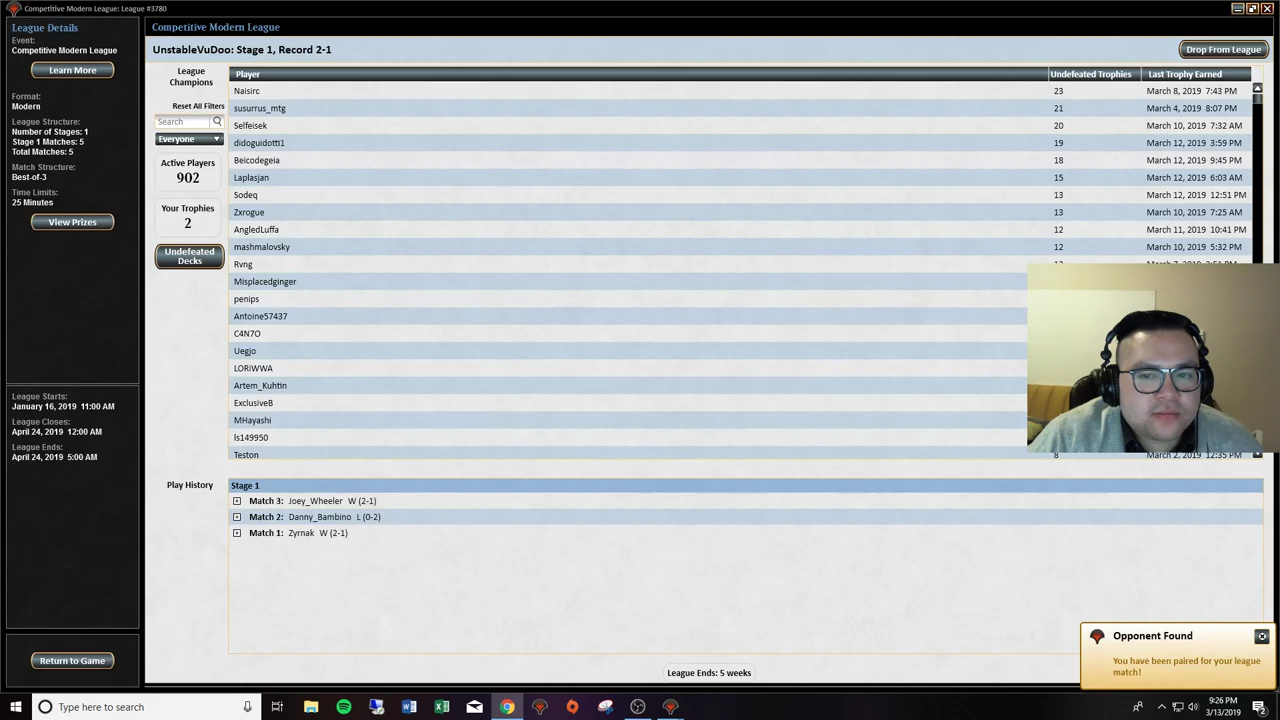 Competitive Modern League: League #3780
League Details
Event:
Competitive Modern League
Learn More
Format:
Modern
League Structure:
Number of Stages: 1
Stage 1 Matches: 5
Total Matches: 5
Match Structure:
Best-of-3
Time Limits:
25 Minutes
View Prizes
League Starts:
January 16, 2019 11:00 AM
League Closes:
April 24, 2019 12:00 AM
League Ends:
April 24, 2019 5:00 AM
Return to Game
Competitive Modern League
UnstableVuDoo: Stage 1, Record 2-1
Drop From League
League
Champions
Reset All Filters
Search
Everyone
Active Players
902
Your Trophies
2
Undefeated
Decks
Player Undefeated Trophies Last Trophy Earned
Naisirc 23 March 8, 2019 7:43 PM
susurrus_mtg 21 March 4, 2019 8:07 PM
Selfeisek 20 March 10, 2019 7:32 AM
didoguidotti1 19 March 12, 2019 3:59 PM
Beicodegeia 18 March 12, 2019 9:45 PM
Laplasjan 15 March 12, 2019 6:03 AM
Sodeq 13 March 12, 2019 12:51 PM
Zxrogue 13 March 10, 2019 7:25 AM
AngledLuffa 12 March 11, 2019 10:41 PM
mashmalovsky 12 March 10, 2019 5:32 PM
Rvng
Misplacedginger
penips
Antoine57437
C4N7O
Uegjo
LORiWWA
Artem_Kuhtin
ExclusiveB
MHayashi
ls149950
Teston 8 March 2, 2019 12:35 PM
Play History
Stage 1
Match 3: Joey_Wheeler W (2-1)
Match 2: Danny_Bambino L (0-2)
Match 1: Zyrnak W (2-1)
League Ends: 5 weeks
Opponent Found
You have been paired for your league
match!
Type here to search
9:26 PM
3/13/2019
2